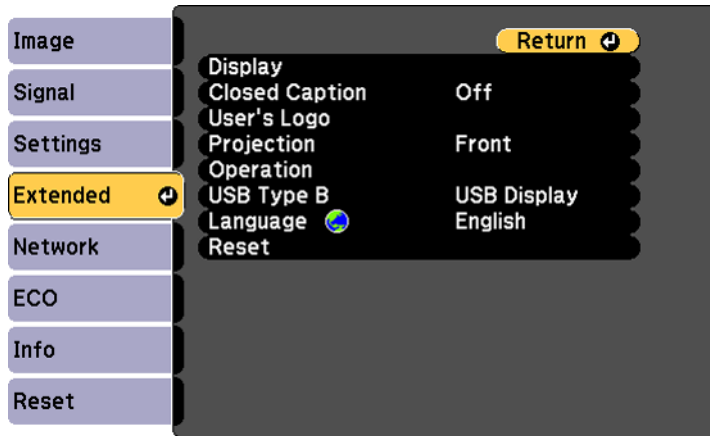 Image
Signal
Settings
Extended
Network
ECO
Info
Reset
Return
Display
Closed Caption Off
User's Logo
Projection Front
Operation
USB Type B USB Display
Language English
Reset